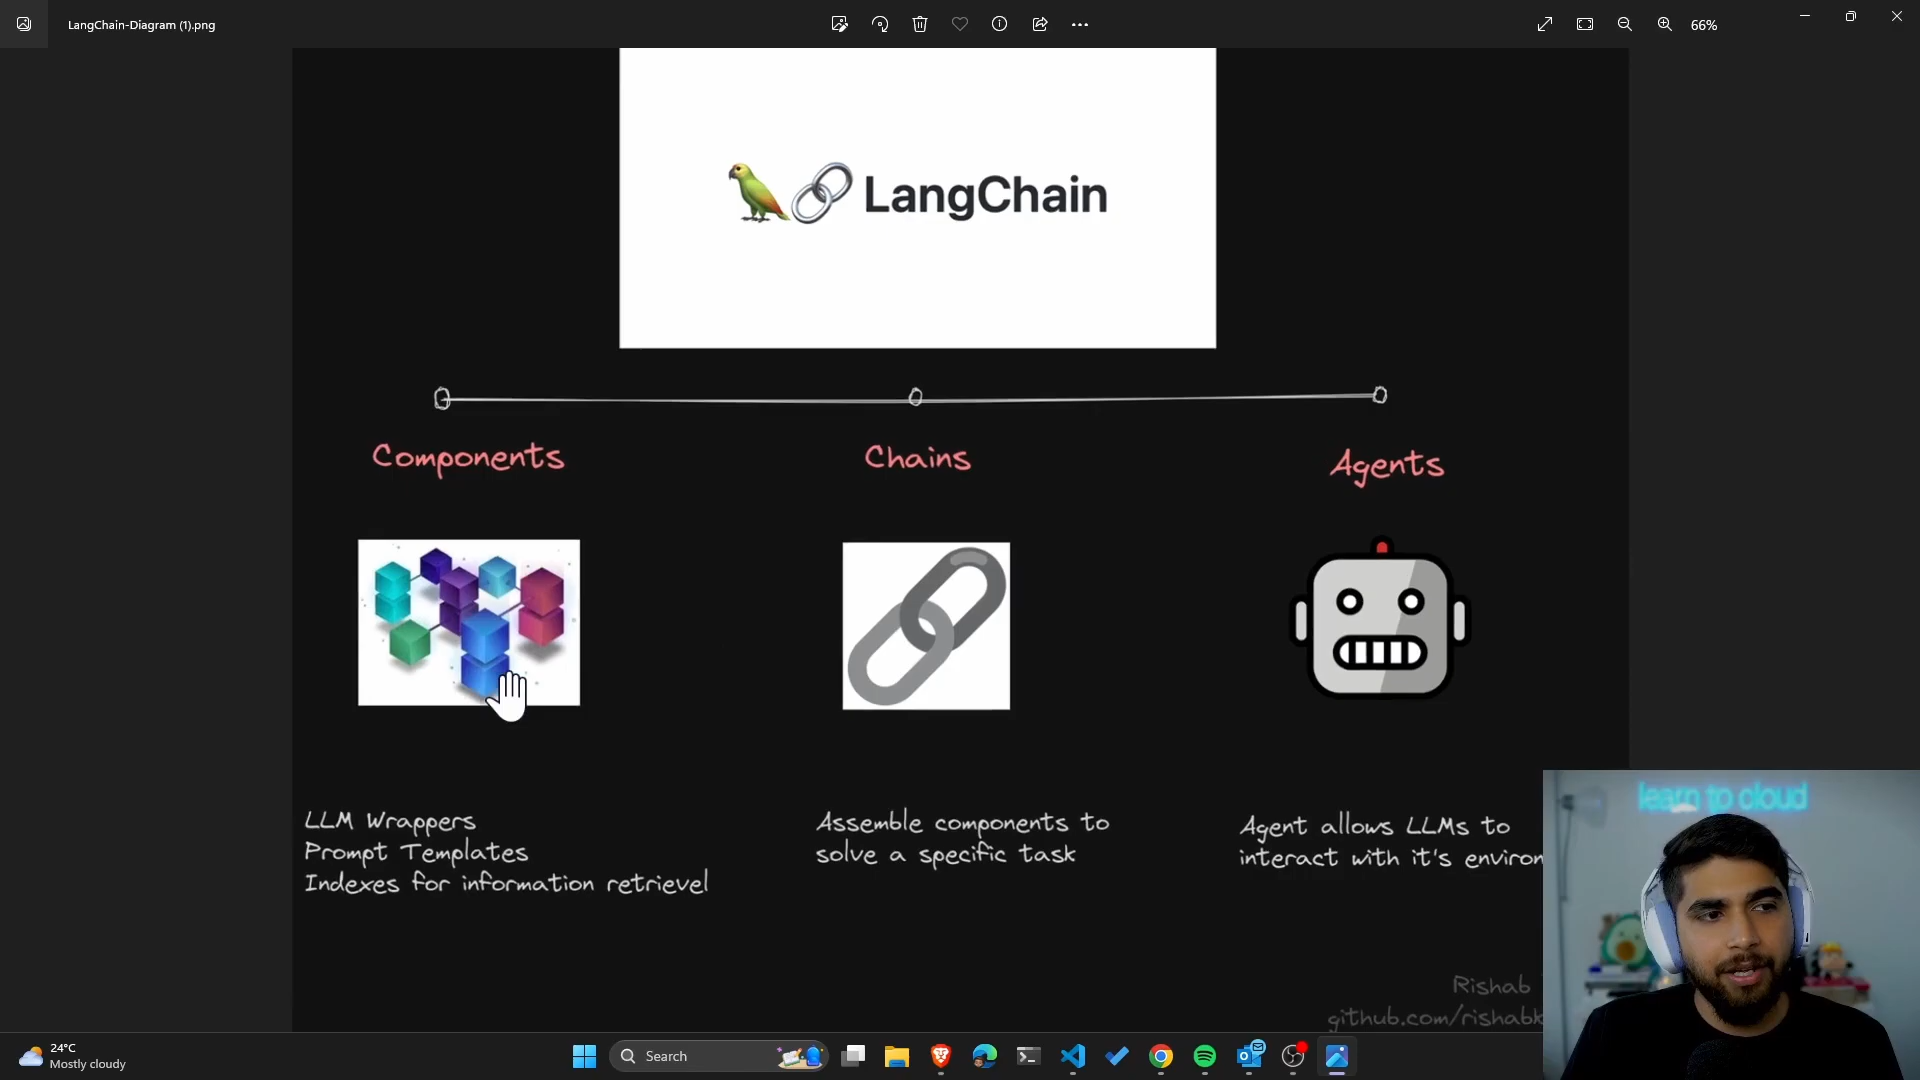 LangChain-Diagram (1).png
66%
LangChain
Components
Chains
Agents
LLM Wrappers
Prompt Templates
Indexes for information retrievel
Assemble components to
solve a specific task
Agent allows LLMs to
interact with it's environ
learn to cloud
Rishab
github.com/rishabk
24°C
Mostly cloudy
Search